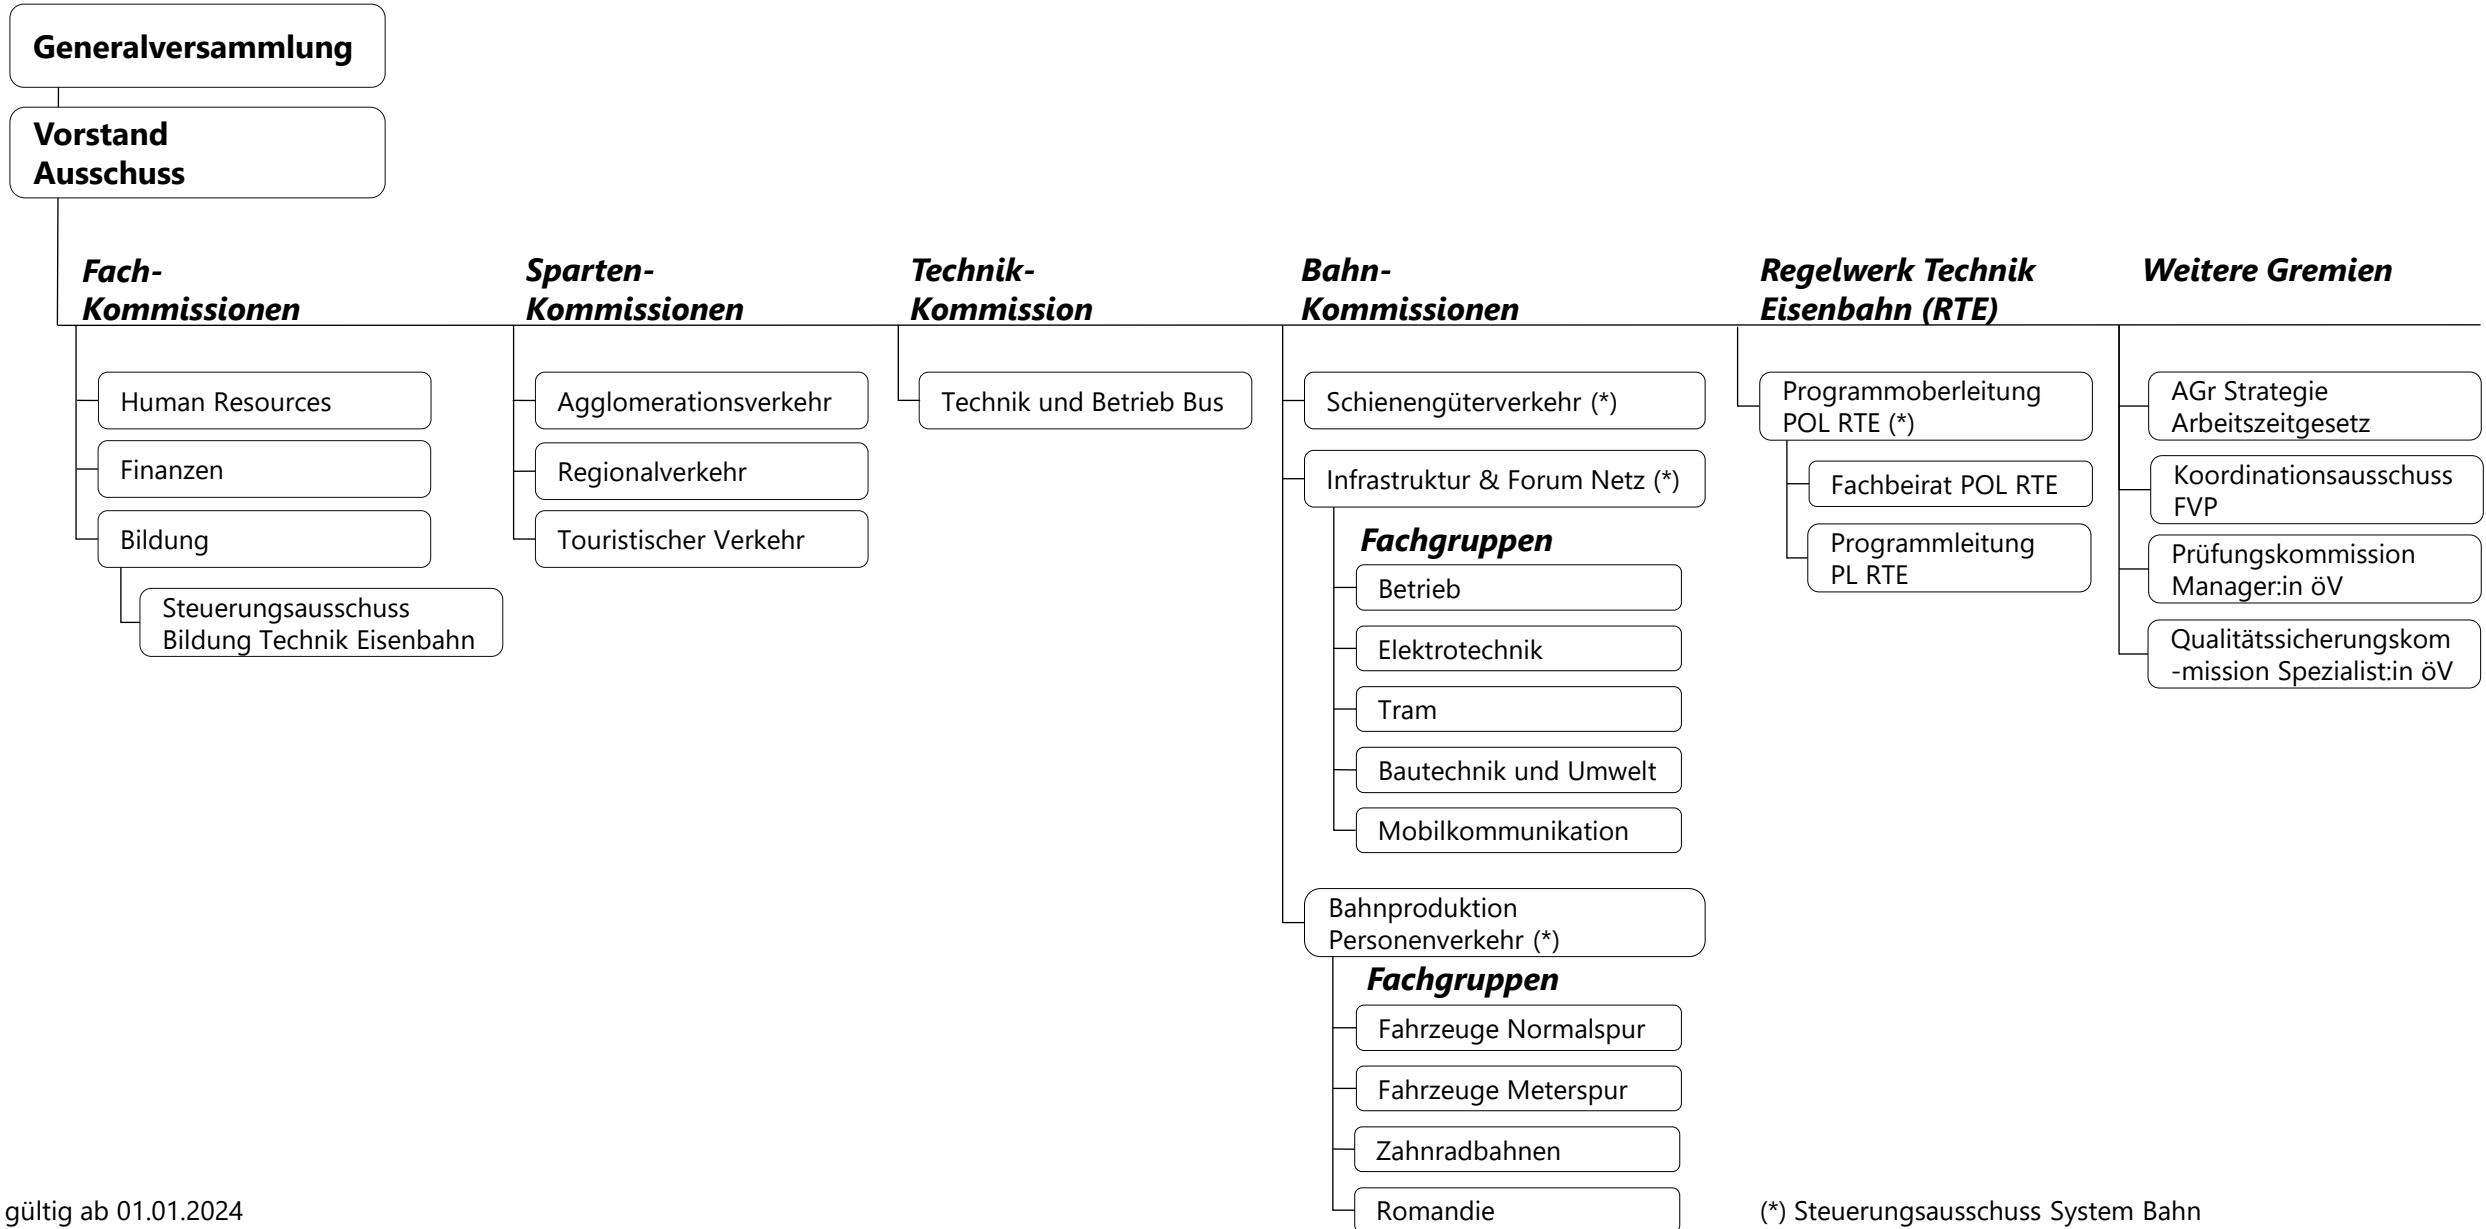 Generalversammlung
Vorstand
Ausschuss
Fach-
Kommissionen
Human Resources
Finanzen
Bildung
Steuerungsausschuss
Bildung Technik Eisenbahn
Sparten-
Kommissionen
Agglomerationsverkehr
Regionalverkehr
Touristischer Verkehr
Technik-
Kommission
Technik und Betrieb Bus
Bahn-
Kommissionen
Schienengüterverkehr (*)
Infrastruktur & Forum Netz (*)
Fachgruppen
Betrieb
Elektrotechnik
Tram
Bautechnik und Umwelt
Mobilkommunikation
Bahnproduktion
Personenverkehr (*)
Fachgruppen
Fahrzeuge Normalspur
Fahrzeuge Meterspur
Zahnradbahnen
Romandie
Regelwerk Technik
Eisenbahn (RTE)
Programmoberleitung
POL RTE (*)
Fachbeirat POL RTE
Programmleitung
PL RTE
Weitere Gremien
AGr Strategie
Arbeitszeitgesetz
Koordinationsausschuss
FVP
Prüfungskommission
Manager:in öV
Qualitätssicherungskom
-mission Spezialist:in öV
gültig ab 01.01.2024
(*) Steuerungsausschuss System Bahn